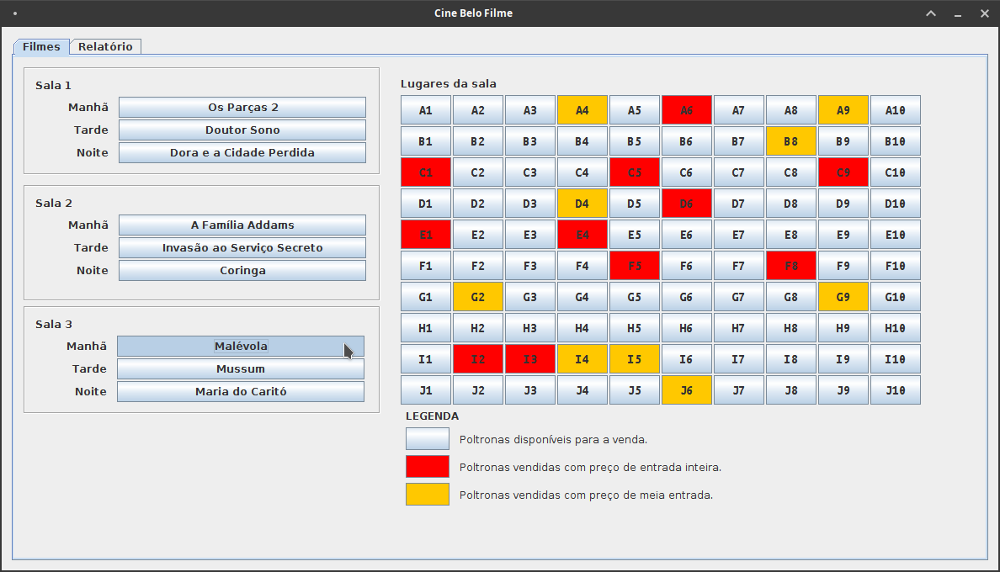 Cine Belo Filme
Filmes Relatório
Sala 1
Manhã Os Parças 2
Tarde Doutor Sono
Noite Dora e a Cidade Perdida
Sala 2
Manhã A Família Addams
Tarde Invasão ao Serviço Secreto
Noite Coringa
Sala 3
Manhã Malévola
Tarde Mussum
Noite Maria do Caritó
Lugares da sala
A1 A2 A3 A4 A5 A6 A7 A8 A9 A10
B1 B2 B3 B4 B5 B6 B7 B8 B9 B10
C1 C2 C3 C4 C5 C6 C7 C8 C9 C10
D1 D2 D3 D4 D5 D6 D7 D8 D9 D10
E1 E2 E3 E4 E5 E6 E7 E8 E9 E10
F1 F2 F3 F4 F5 F6 F7 F8 F9 F10
G1 G2 G3 G4 G5 G6 G7 G8 G9 G10
H1 H2 H3 H4 H5 H6 H7 H8 H9 H10
I1 I2 I3 I4 I5 I6 I7 I8 I9 I10
J1 J2 J3 J4 J5 J6 J7 J8 J9 J10
LEGENDA
Poltronas disponíveis para a venda.
Poltronas vendidas com preço de entrada inteira.
Poltronas vendidas com preço de meia entrada.